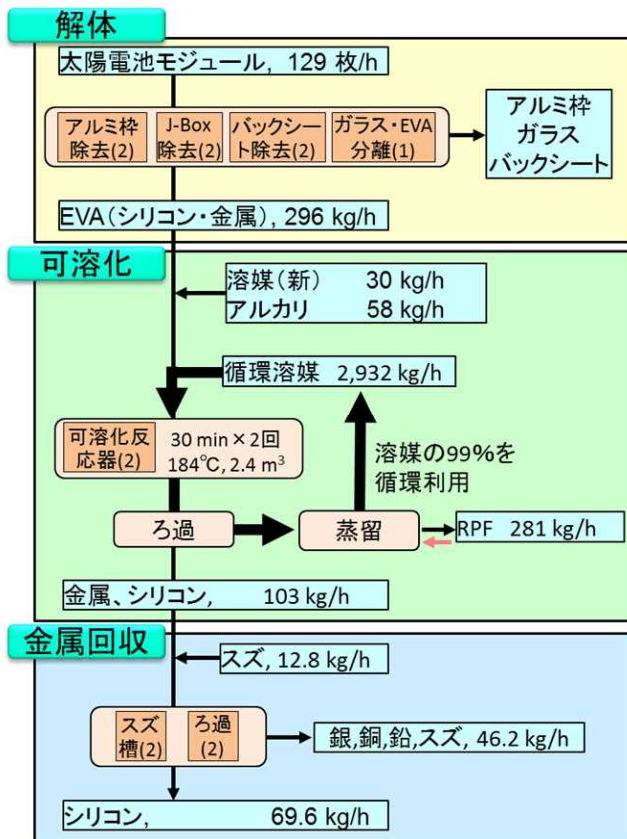 解体
太陽電池モジュール, 129 枚/h
アルミ枠
除去(2)
J-Box
除去(2)
バックシー
ト除去(2)
ガラス・EVA
分離(1)
アルミ枠
ガラス
バックシート
EVA(シリコン・金属), 296 kg/h
可溶化
溶媒(新) 30 kg/h
アルカリ 58 kg/h
循環溶媒 2,932 kg/h
可溶化反
応器(2)
30 min×2回
184℃, 2.4 m³
溶媒の99%を
循環利用
ろ過
蒸留
RPF 281 kg/h
金属、シリコン, 103 kg/h
金属回収
スズ, 12.8 kg/h
スズ
槽(2)
ろ過
(2)
銀,銅,鉛,スズ, 46.2 kg/h
シリコン, 69.6 kg/h